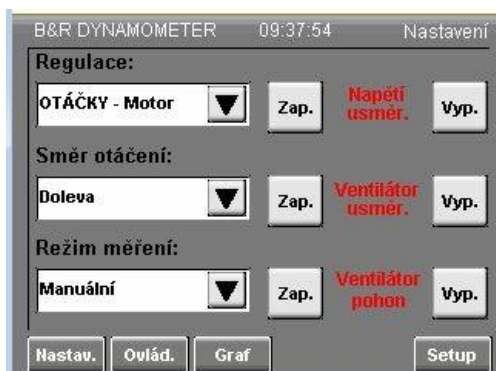 B&R DYNAMOMETER 09:37:54 Nastavení
Regulace:
OTÁČKY - Motor Zap. Napětí usměr. Vyp.
Směr otáčení:
Doleva Zap. Ventilátor usměr. Vyp.
Režim měření:
Manuální Zap. Ventilátor pohon Vyp.
Nastav. Ovlád. Graf Setup